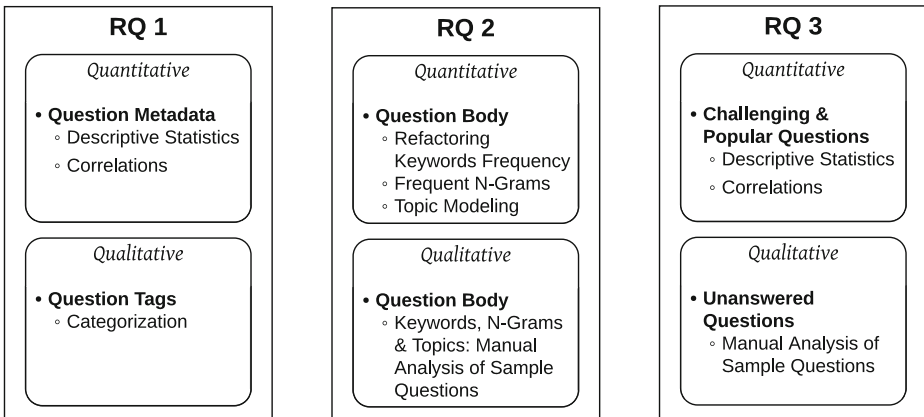 RQ 1
Quantitative
• Question Metadata
◦ Descriptive Statistics
◦ Correlations
Qualitative
• Question Tags
◦ Categorization
RQ 2
Quantitative
• Question Body
◦ Refactoring
Keywords Frequency
◦ Frequent N-Grams
◦ Topic Modeling
Qualitative
• Question Body
◦ Keywords, N-Grams
& Topics: Manual
Analysis of Sample
Questions
RQ 3
Quantitative
• Challenging &
Popular Questions
◦ Descriptive Statistics
◦ Correlations
Qualitative
• Unanswered
Questions
◦ Manual Analysis of
Sample Questions